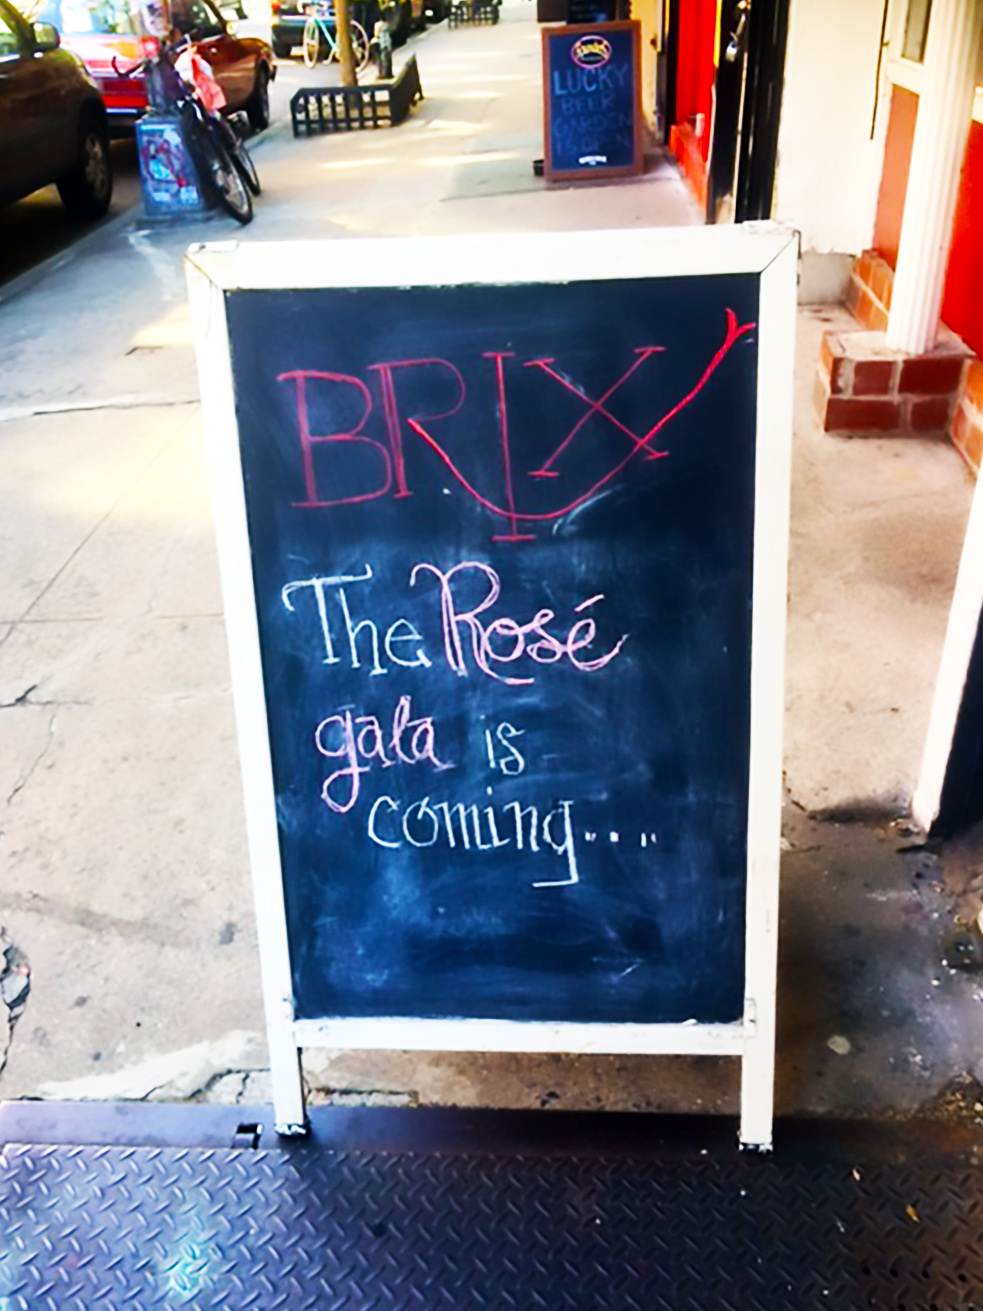 LUCKY
BEER
GARDEN
IS OPEN
BRIX
The Rosé
gala is
coming....